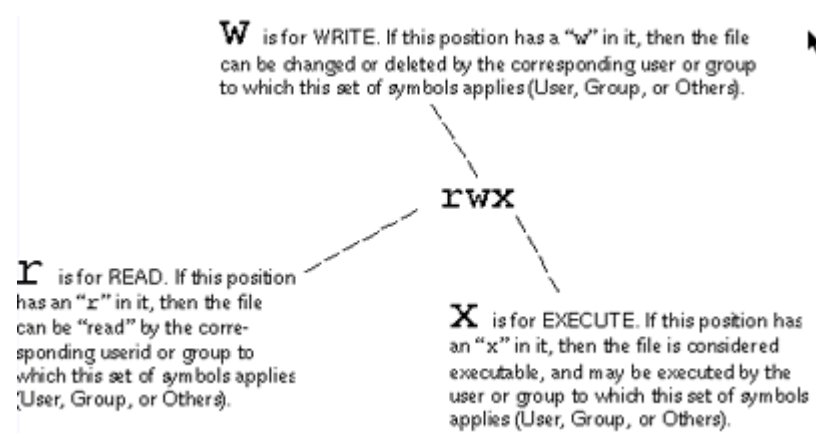 W is for WRITE. If this position has a “w” in it, then the file
can be changed or deleted by the corresponding user or group
to which this set of symbols applies (User, Group, or Others).
rwx
r is for READ. If this position
has an “r” in it, then the file
can be “read” by the corre-
sponding userid or group to
which this set of symbols applies
(User, Group, or Others).
X is for EXECUTE. If this position has
an “x” in it, then the file is considered
executable, and may be executed by the
user or group to which this set of symbols
applies (User, Group, or Others).